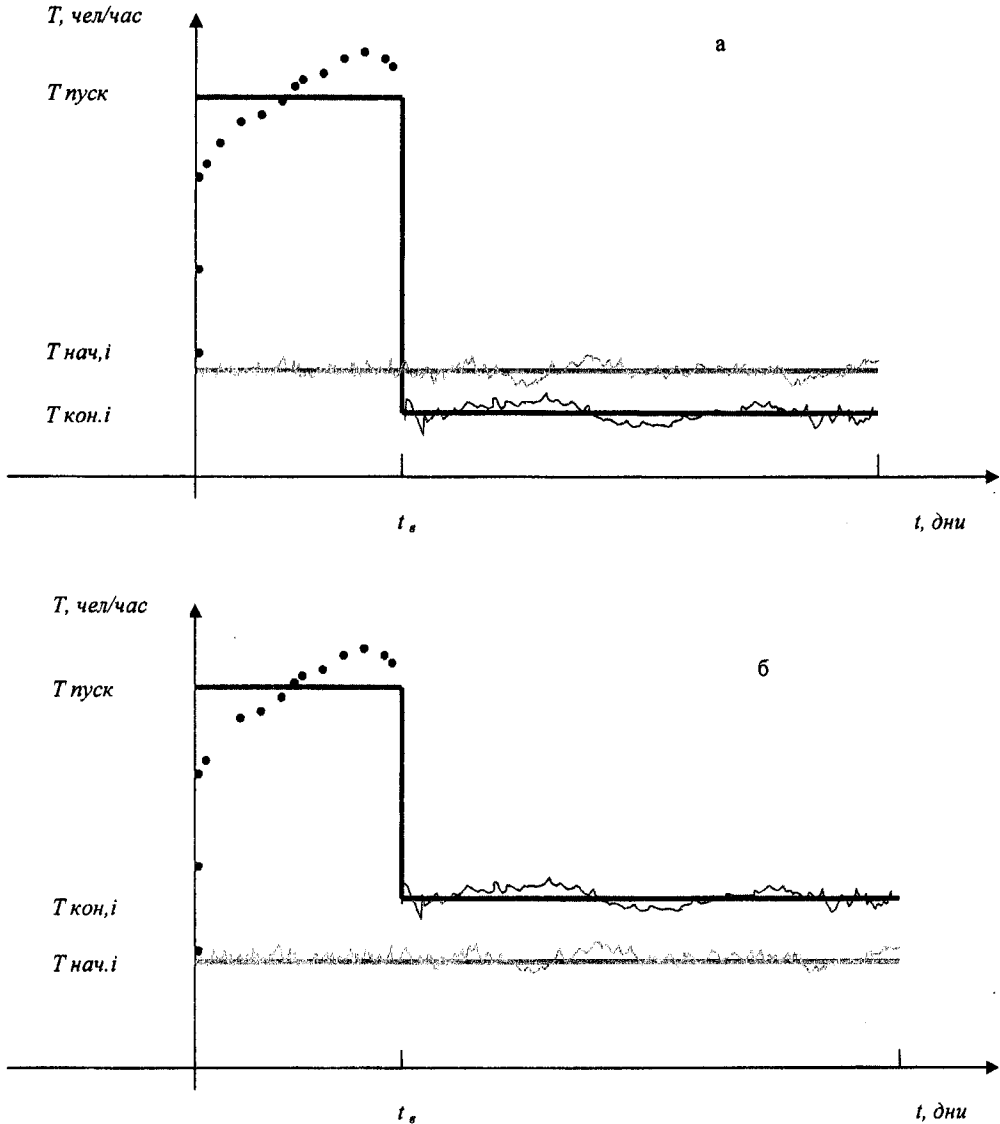 T, чел/час
а
T пуск
T нач,i
T кон.i
t в
t, дни
T, чел/час
б
T пуск
T кон,i
T нач.i
t в
t, дни